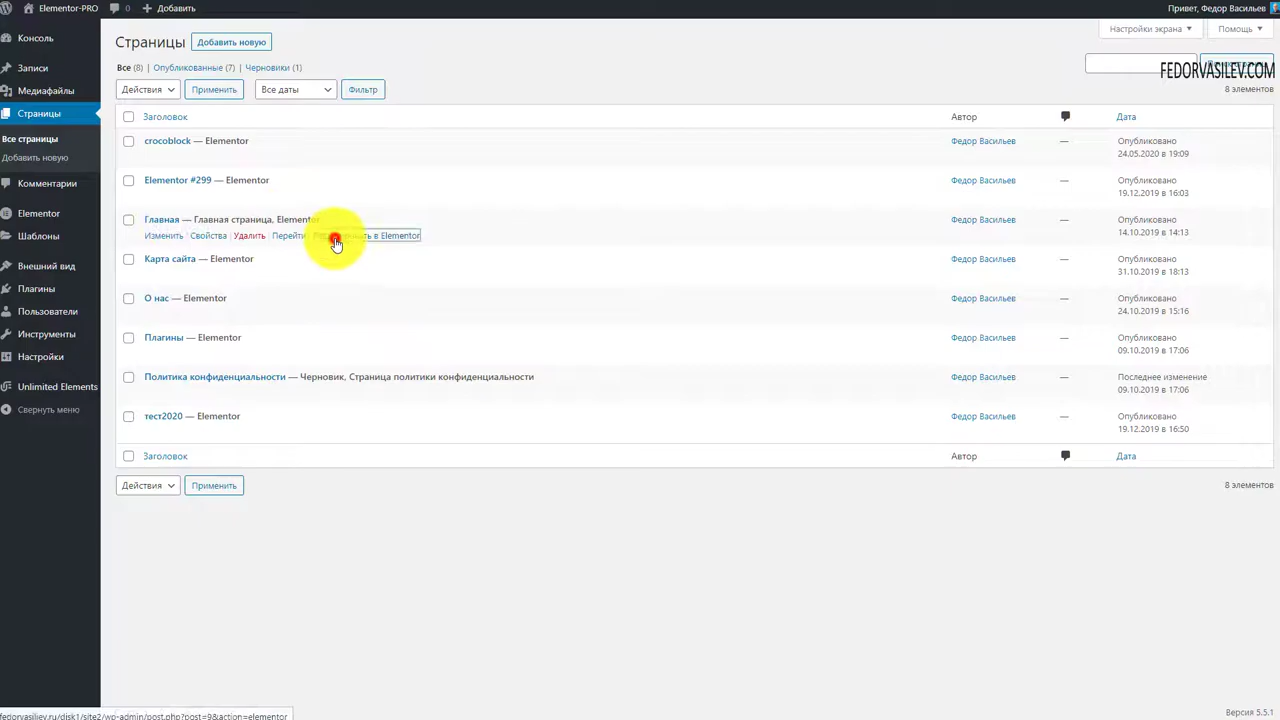 Elementor-PRO 0 Добавить Привет, Федор Васильев
Консоль
Записи
Медиафайлы
Страницы
Все страницы
Добавить новую
Комментарии
Elementor
Шаблоны
Внешний вид
Плагины
Пользователи
Инструменты
Настройки
Unlimited Elements
Свернуть меню
Настройки экрана Помощь
Страницы Добавить новую
Все (8) | Опубликованные (7) | Черновики (1)
FEDORVASILEV.COM
Действия Применить Все даты Фильтр 8 элементов
Заголовок Автор Дата
crocoblock — Elementor Федор Васильев — Опубликовано
24.05.2020 в 19:09
Elementor #299 — Elementor Федор Васильев — Опубликовано
19.12.2019 в 16:03
Главная — Главная страница, Elementor Федор Васильев — Опубликовано
14.10.2019 в 14:13
Изменить | Свойства | Удалить | Перейти в Elementor
Карта сайта — Elementor Федор Васильев — Опубликовано
31.10.2019 в 18:13
О нас — Elementor Федор Васильев — Опубликовано
24.10.2019 в 15:16
Плагины — Elementor Федор Васильев — Опубликовано
09.10.2019 в 17:06
Политика конфиденциальности — Черновик, Страница политики конфиденциальности Федор Васильев — Последнее изменение
09.10.2019 в 17:06
тест2020 — Elementor Федор Васильев — Опубликовано
19.12.2019 в 16:50
Заголовок Автор Дата
Действия Применить 8 элементов
fedorvasiliev.ru/disk1/site2/wp-admin/post.php?post=9&action=elementor
Версия 5.5.1